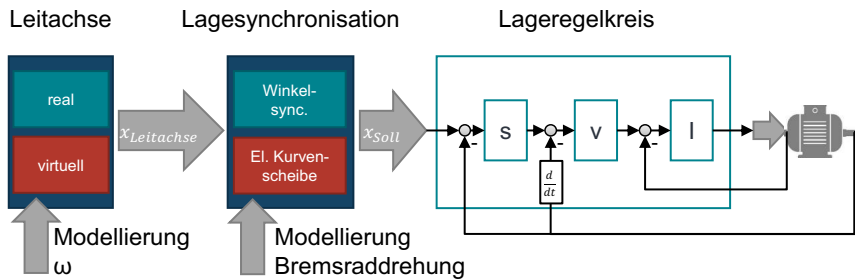 Leitachse
Lagesynchronisation
Lageregelkreis
real
virtuell
x_Leitachse
Winkel-
sync.
El. Kurven-
scheibe
x_Soll
-
s
-
v
-
I
d
dt
Modellierung
ω
Modellierung
Bremsraddrehung